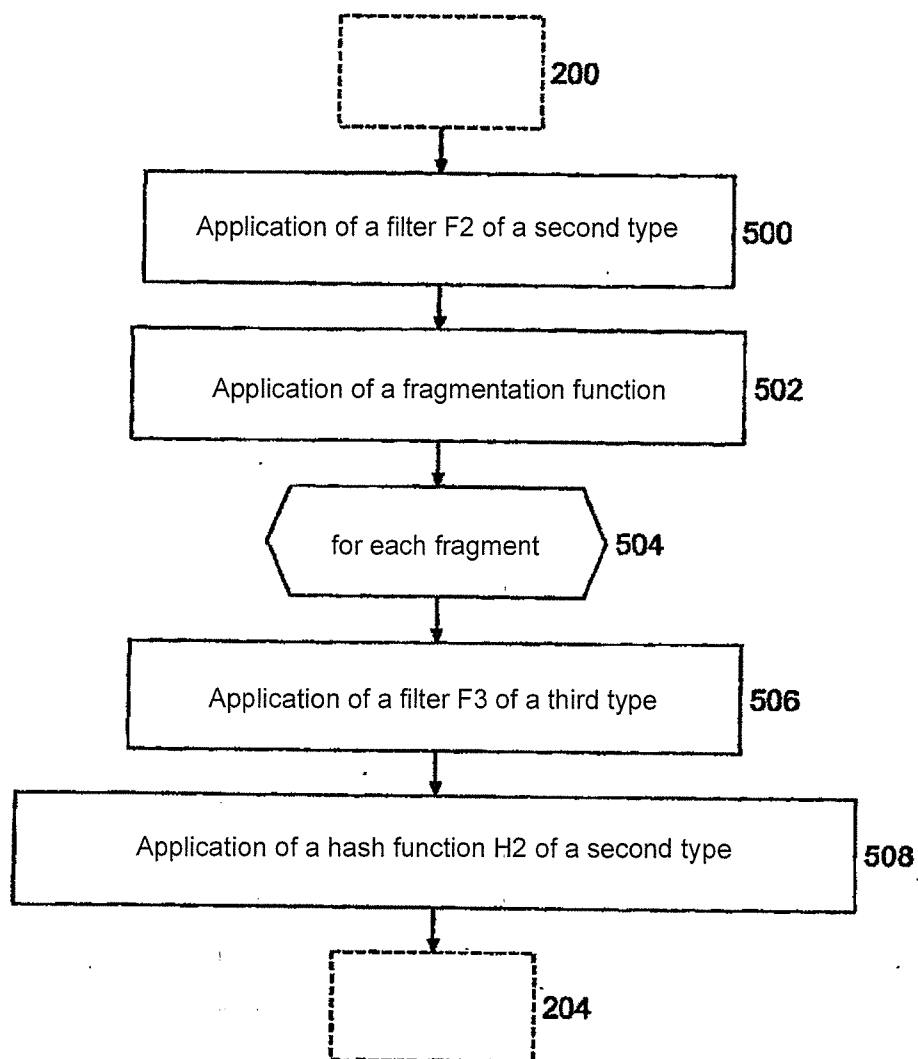 200
Application of a filter F2 of a second type
500
Application of a fragmentation function
502
for each fragment
504
Application of a filter F3 of a third type
506
Application of a hash function H2 of a second type
508
204